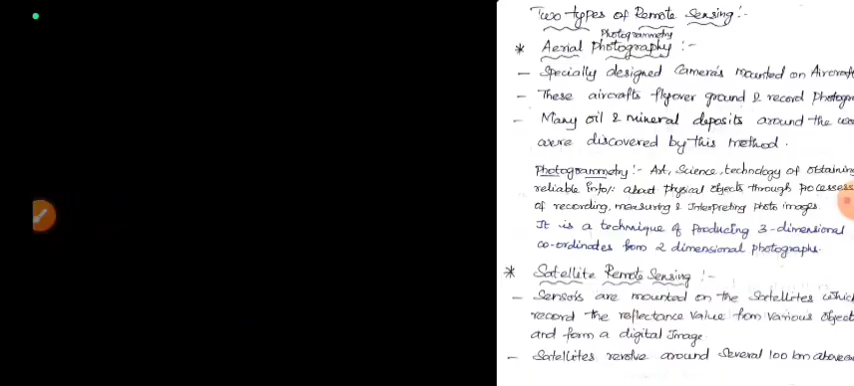 Two types of Remote Sensing :-
Photogrammetry
* Aerial Photography :-
- Specially designed Cameras mounted on Aircraft
- These aircrafts flyover ground & record photogr
- Many oil & mineral deposits around the
were discovered by this method.
Photogrammetry :- Art, Science, technology of obtaining
reliable Info/: about physical objects through processes
of recording, measuring & Interpreting photo images.
It is a technique of producing 3-dimensional
co-ordinates from 2 dimensional photographs.
* Satellite Remote Sensing :-
- Sensors are mounted on the Satellites which
record the reflectance value from various object
and form a digital Image.
- Satellites revolve around Several 100 km above